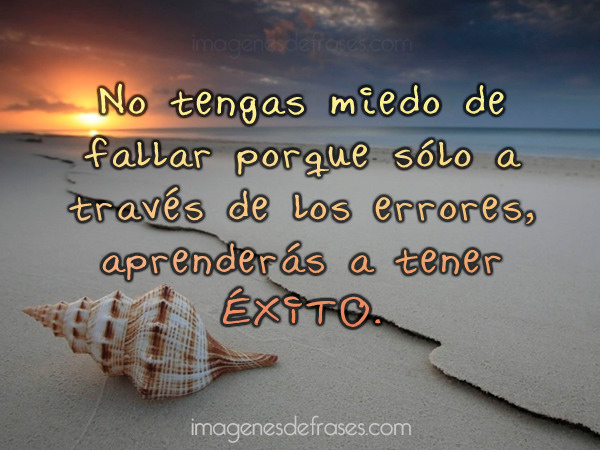 imagenesdefrases.com
No tengas miedo de
fallar porque sólo a
través de los errores,
aprenderás a tener
ÉXiTO.
imagenesdefrases.com